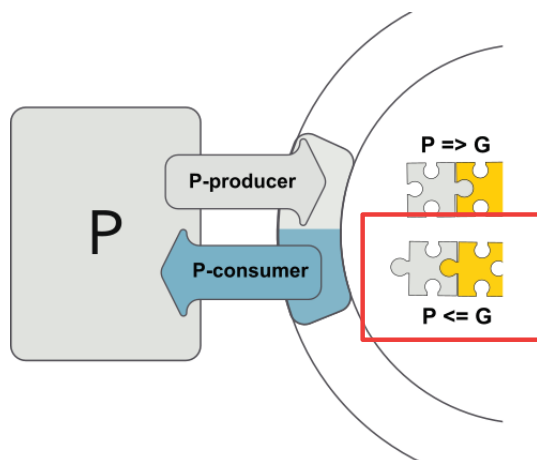 P => G
P-producer
P
P-consumer
P <= G